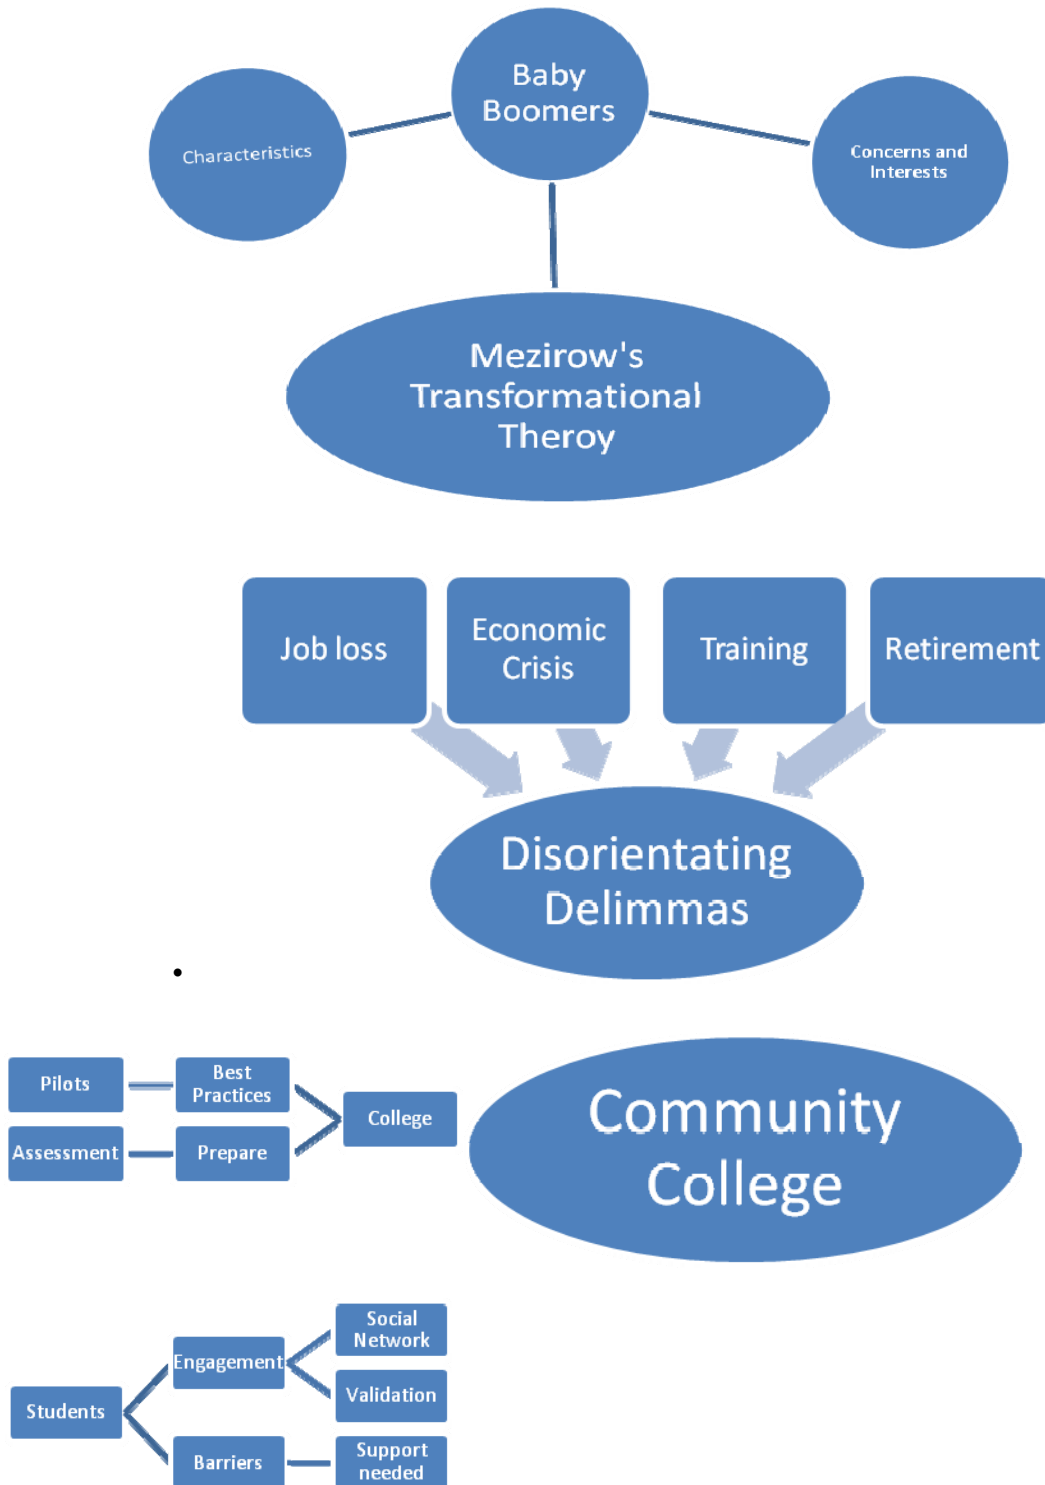 Baby
Boomers
Characteristics
Concerns and
Interests
Mezirow's
Transformational
Theroy
Job loss
Economic
Crisis
Training
Retirement
Disorientating
Delimmas
Pilots
Best
Practices
College
Assessment
Prepare
Community
College
Students
Engagement
Social
Network
Validation
Barriers
Support
needed